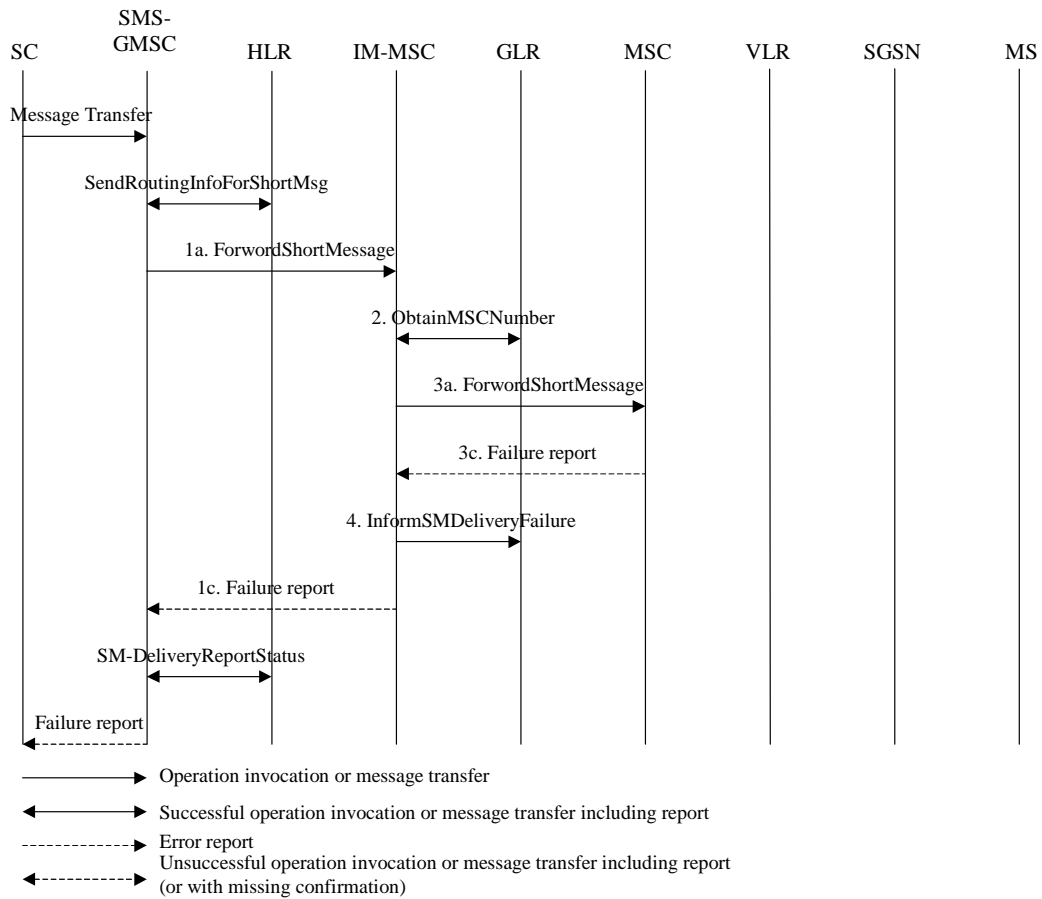 SC
SMS-
GMSC
HLR
IM-MSC
GLR
MSC
VLR
SGSN
MS
Message Transfer
SendRoutingInfoForShortMsg
1a. ForwordShortMessage
2. ObtainMSCNumber
3a. ForwordShortMessage
3c. Failure report
4. InformSMDeliveryFailure
1c. Failure report
SM-DeliveryReportStatus
Failure report
Operation invocation or message transfer
Successful operation invocation or message transfer including report
Error report
Unsuccessful operation invocation or message transfer including report
(or with missing confirmation)